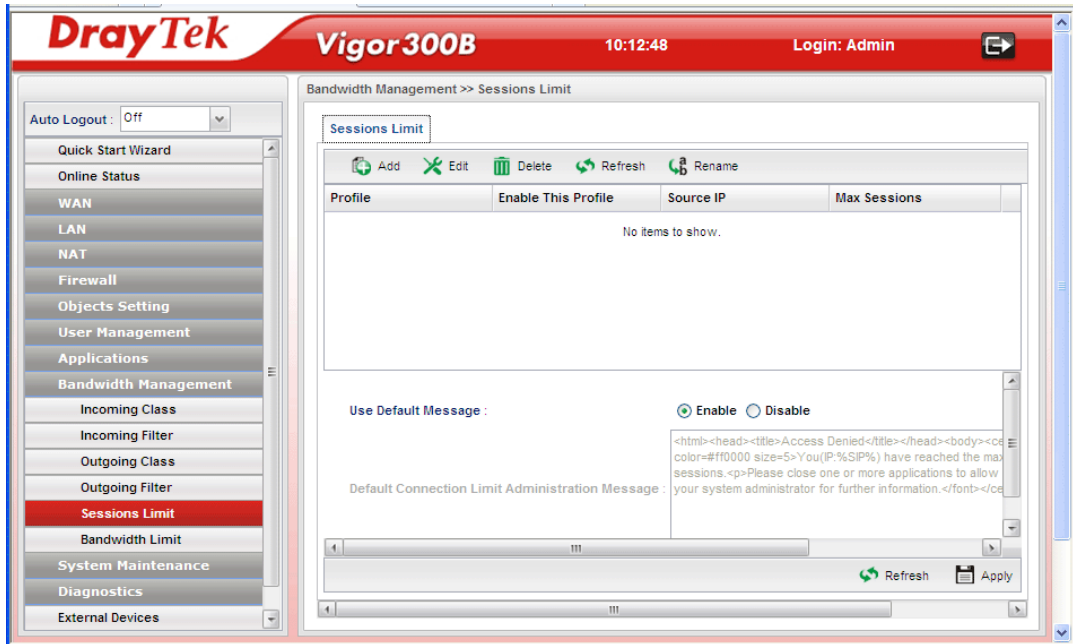 DrayTek
Vigor300B
10:12:48
Login: Admin
Auto Logout : Off
Quick Start Wizard
Online Status
WAN
LAN
NAT
Firewall
Objects Setting
User Management
Applications
Bandwidth Management
Incoming Class
Incoming Filter
Outgoing Class
Outgoing Filter
Sessions Limit
Bandwidth Limit
System Maintenance
Diagnostics
External Devices
Bandwidth Management >> Sessions Limit
Sessions Limit
Add Edit Delete Refresh Rename
Profile Enable This Profile Source IP Max Sessions
No items to show.
Use Default Message : Enable Disable
Default Connection Limit Administration Message :
<html><head><title>Access Denied</title></head><body><ce
color=#ff0000 size=5>You(IP:%SIP%) have reached the max
sessions.<p>Please close one or more applications to allow
your system administrator for further information.</font></ce
Refresh Apply